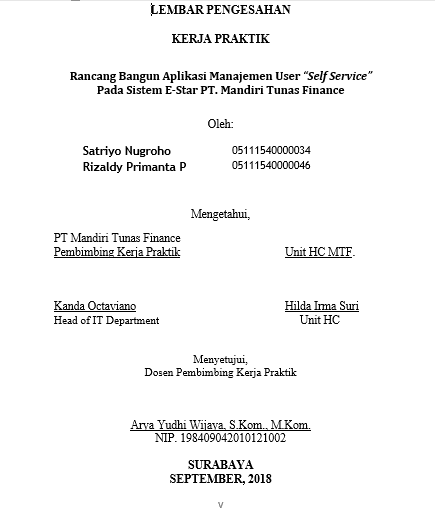 LEMBAR PENGESAHAN
KERJA PRAKTIK
Rancang Bangun Aplikasi Manajemen User “Self Service”
Pada Sistem E-Star PT. Mandiri Tunas Finance
Oleh:
Satriyo Nugroho 05111540000034
Rizaldy Primanta P 05111540000046
Mengetahui,
PT Mandiri Tunas Finance
Pembimbing Kerja Praktik Unit HC MTF.
Kanda Octaviano Hilda Irma Suri
Head of IT Department Unit HC
Menyetujui,
Dosen Pembimbing Kerja Praktik
Arya Yudhi Wijaya, S.Kom., M.Kom.
NIP. 198409042010121002
SURABAYA
SEPTEMBER, 2018
v